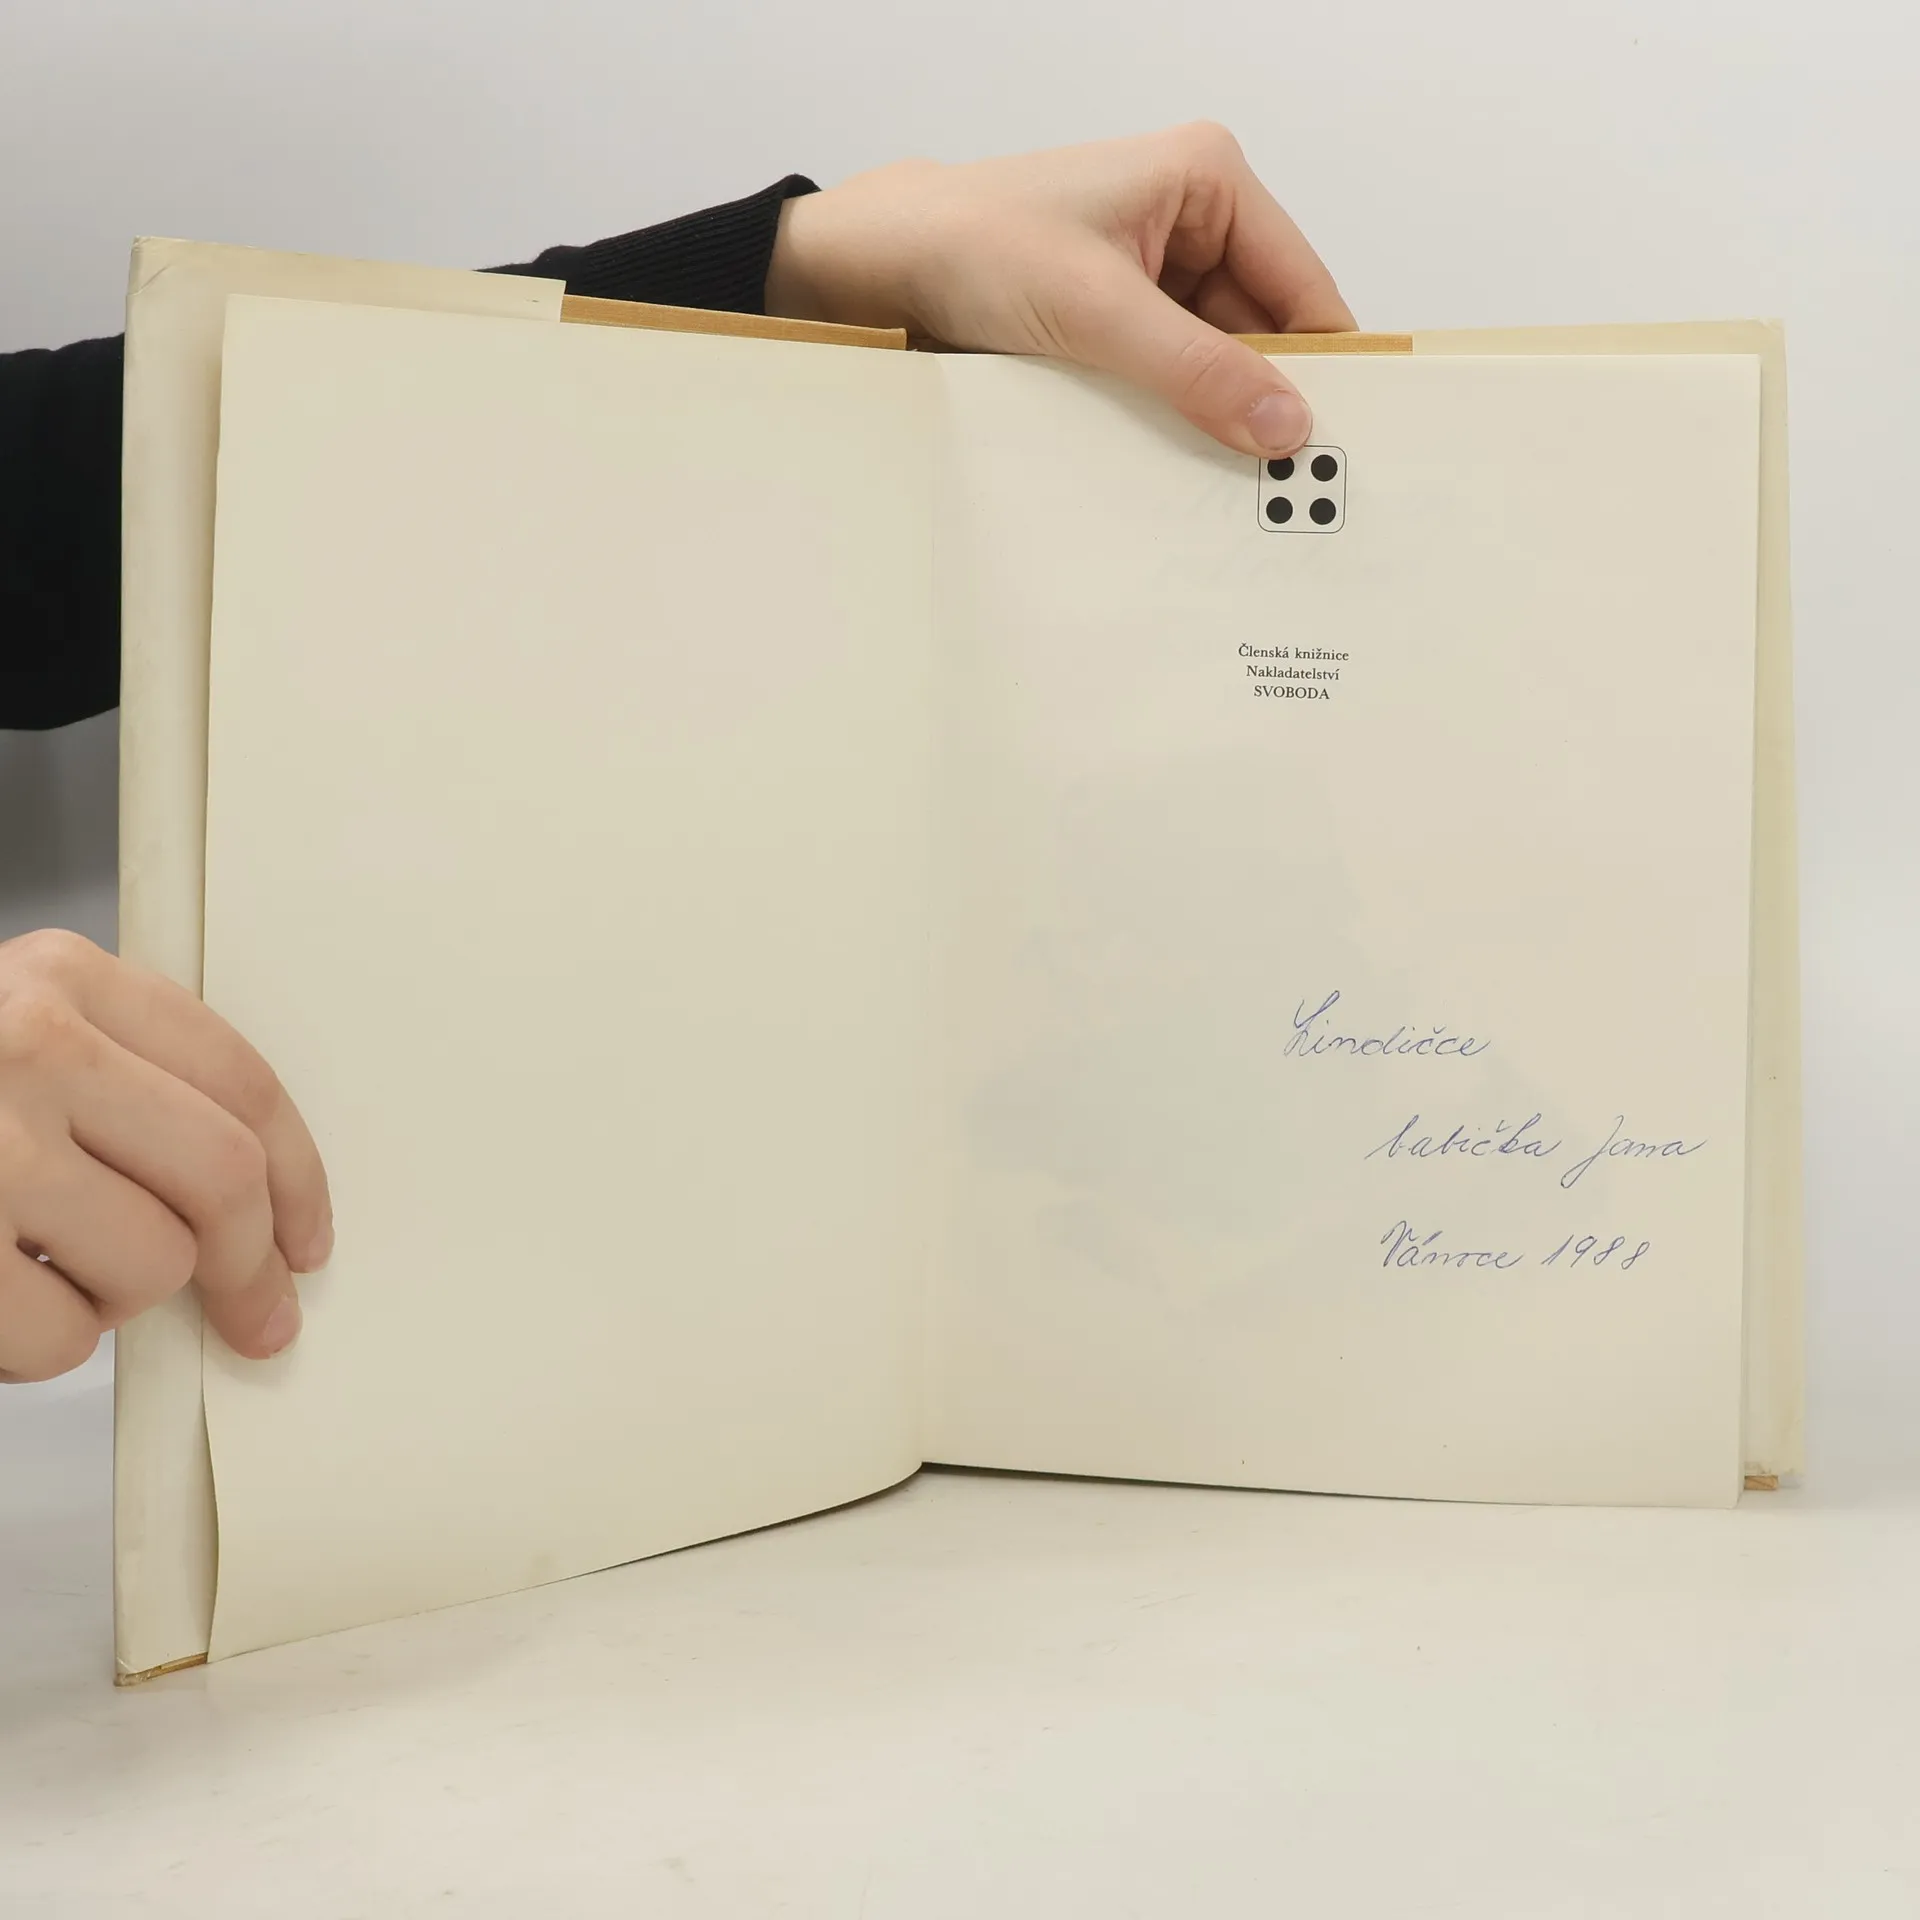 Členská knižnice
Nakladatelství
SVOBODA
Lindičce
babička Jana
Vánoce 1988